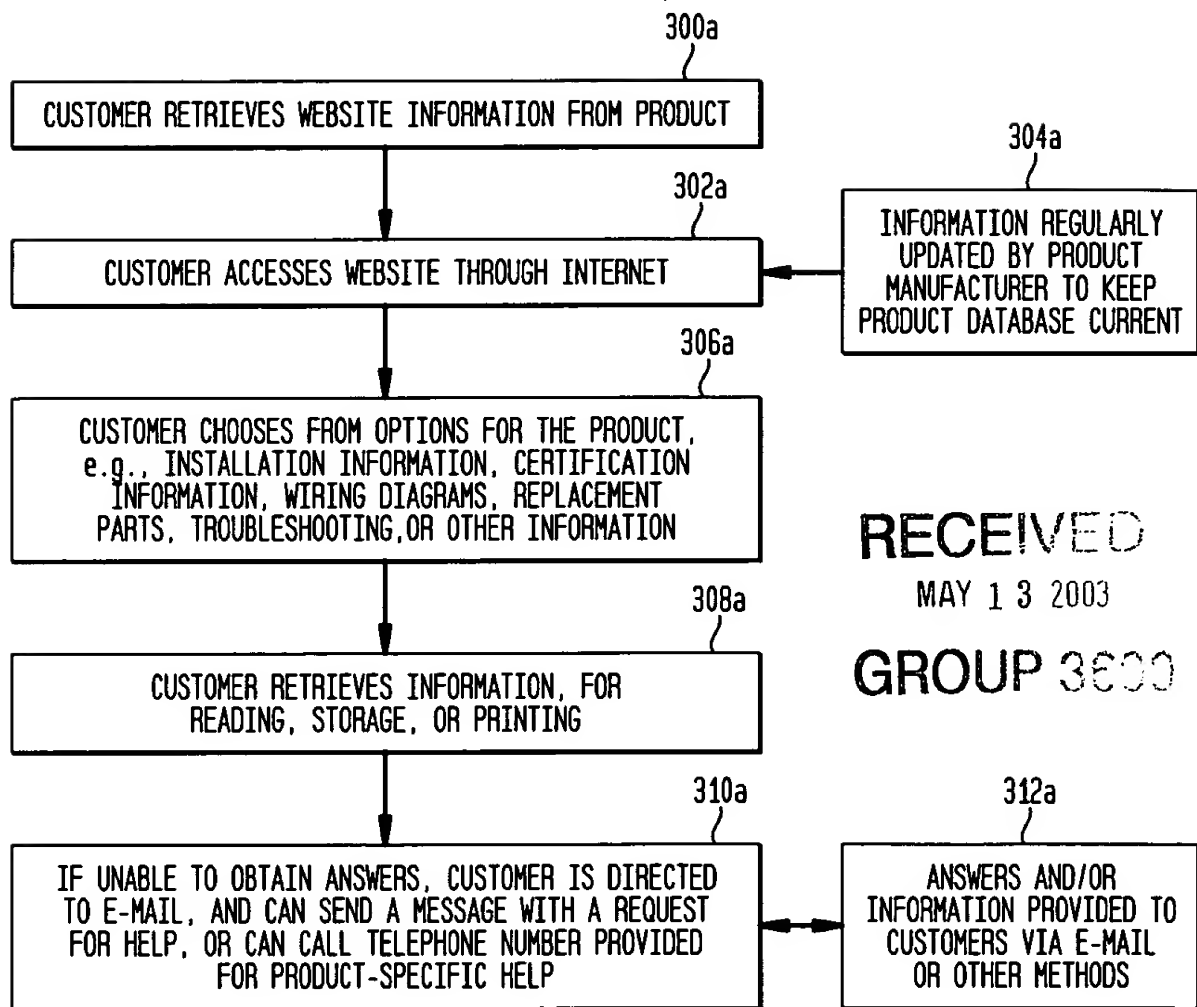 300a
CUSTOMER RETRIEVES WEBSITE INFORMATION FROM PRODUCT
302a
CUSTOMER ACCESSES WEBSITE THROUGH INTERNET
304a
INFORMATION REGULARLY
UPDATED BY PRODUCT
MANUFACTURER TO KEEP
PRODUCT DATABASE CURRENT
306a
CUSTOMER CHOOSES FROM OPTIONS FOR THE PRODUCT,
e.g., INSTALLATION INFORMATION, CERTIFICATION
INFORMATION, WIRING DIAGRAMS, REPLACEMENT
PARTS, TROUBLESHOOTING,OR OTHER INFORMATION
RECEIVED
MAY 13 2003
GROUP 3600
308a
CUSTOMER RETRIEVES INFORMATION, FOR
READING, STORAGE, OR PRINTING
310a
IF UNABLE TO OBTAIN ANSWERS, CUSTOMER IS DIRECTED
TO E-MAIL, AND CAN SEND A MESSAGE WITH A REQUEST
FOR HELP, OR CAN CALL TELEPHONE NUMBER PROVIDED
FOR PRODUCT-SPECIFIC HELP
312a
ANSWERS AND/OR
INFORMATION PROVIDED TO
CUSTOMERS VIA E-MAIL
OR OTHER METHODS